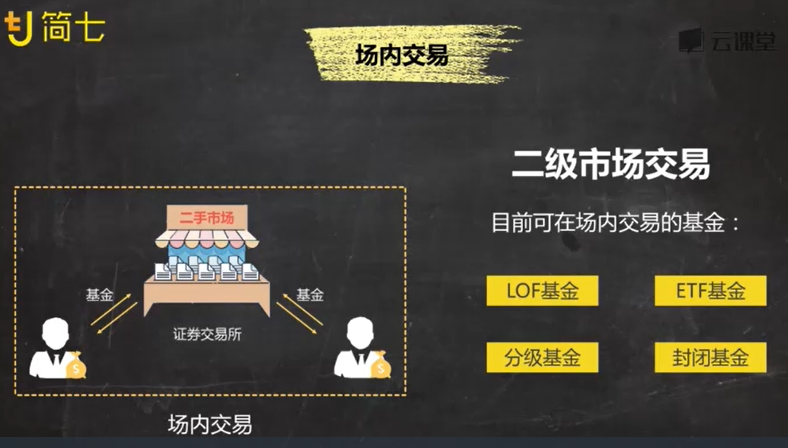 简七
场内交易
云课堂
二级市场交易
目前可在场内交易的基金：
LOF基金
ETF基金
分级基金
封闭基金
二手市场
基金
基金
证券交易所
$
$
场内交易